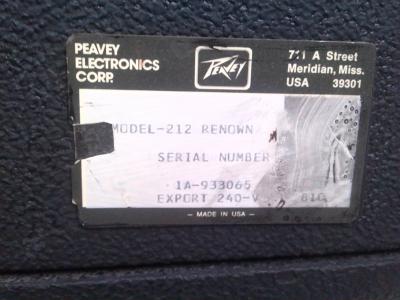 PEAVEY
ELECTRONICS
CORP.
PEAVEY
711 A Street
Meridian, Miss.
USA 39301
MODEL-212 RENOWN
SERIAL NUMBER
1A-933065
EXPORT 240-V
810
– MADE IN USA –